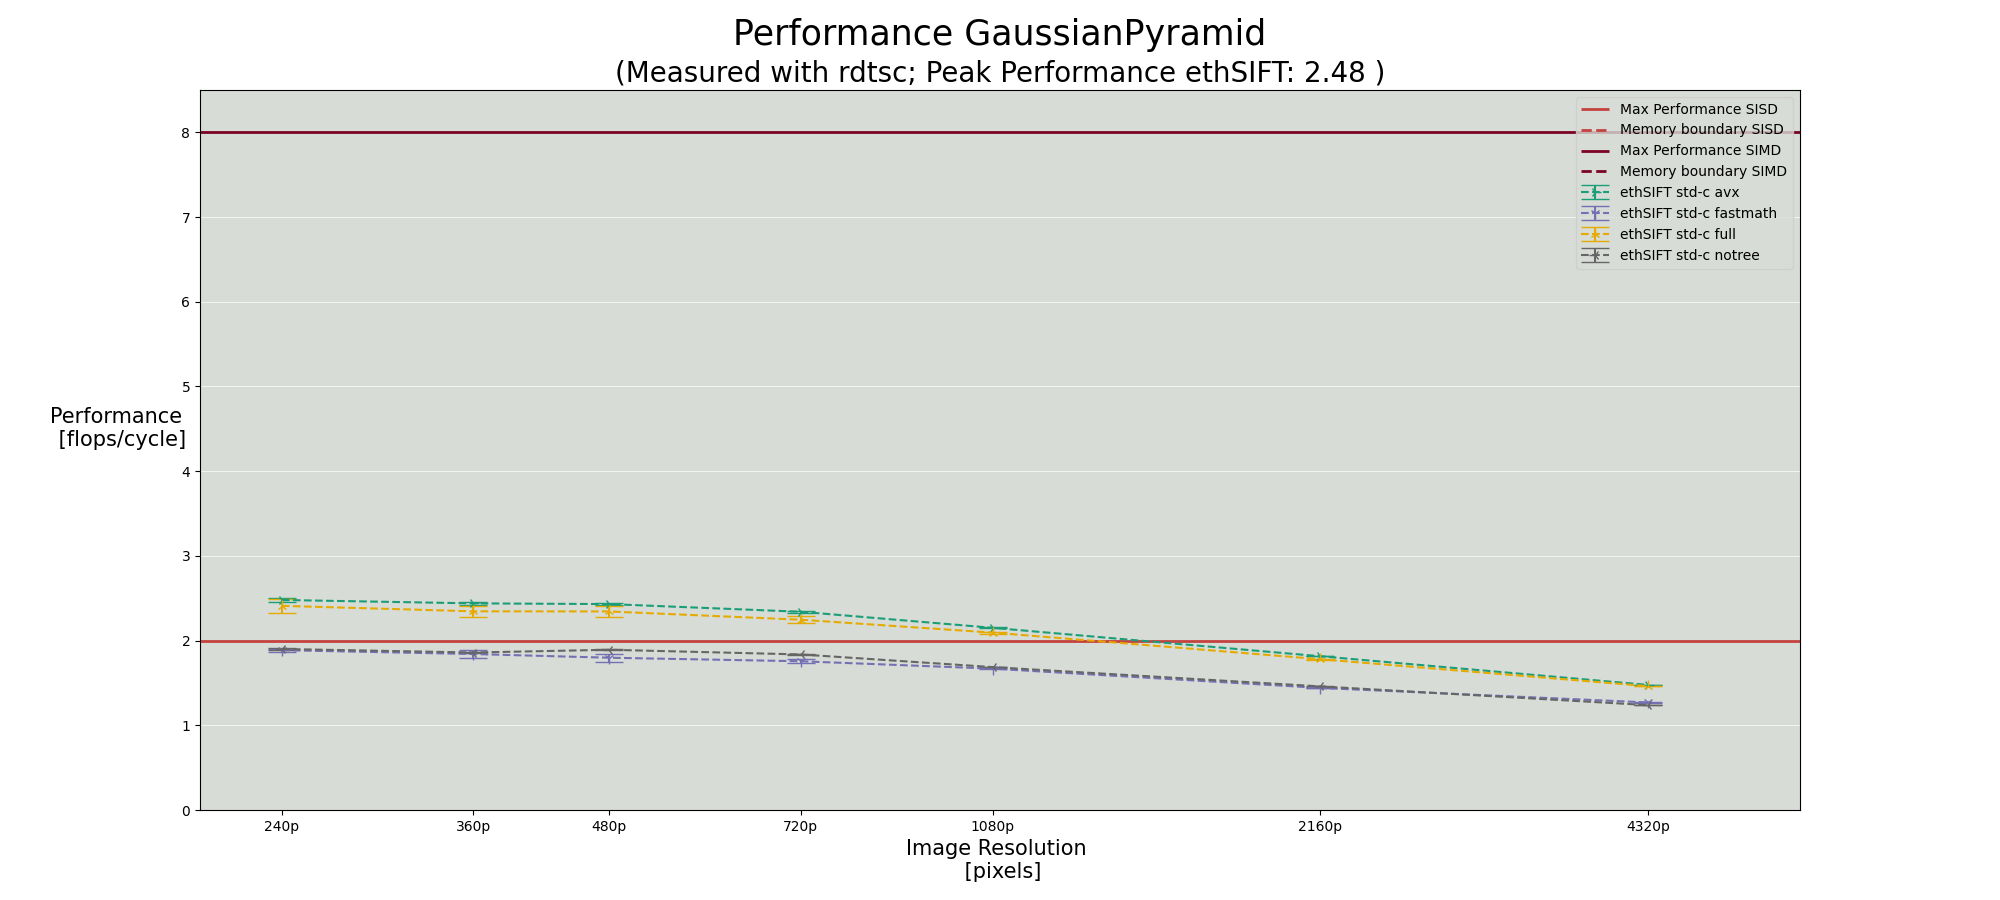 Performance GaussianPyramid
(Measured with rdtsc; Peak Performance ethSIFT: 2.48 )
Max Performance SISD
Memory boundary SISD
Max Performance SIMD
Memory boundary SIMD
ethSIFT std-c avx
ethSIFT std-c fastmath
ethSIFT std-c full
ethSIFT std-c notree
8
7
6
5
4
3
2
1
0
Performance
[flops/cycle]
240p 360p 480p 720p 1080p 2160p 4320p
Image Resolution
[pixels]